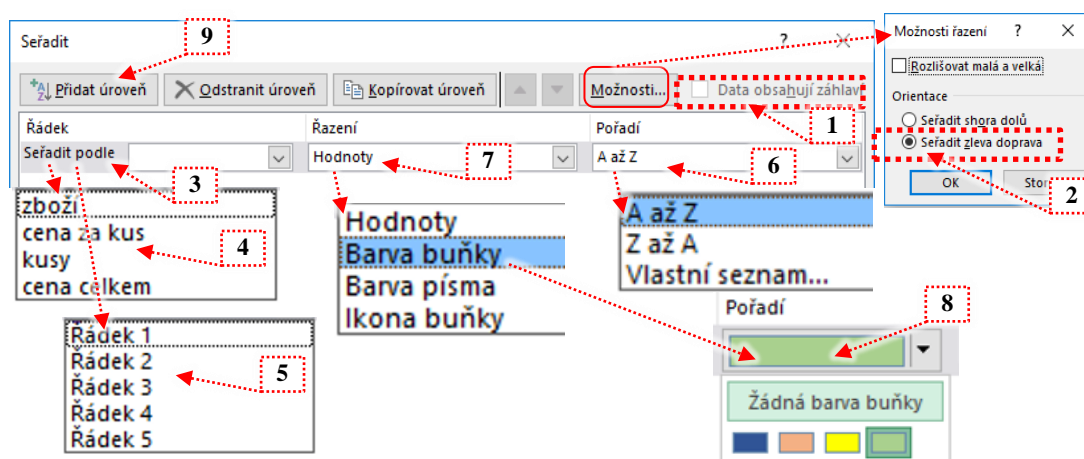 9
Seřadit ?
Možnosti řazení ?
Přidat úroveň Odstranit úroveň Kopírovat úroveň Možnosti... Data obsahují záhlav
Rozlišovat malá a velká
Orientace
Seřadit shora dolů
Seřadit zleva doprava
OK Stor
1
2
Řádek Řazení Pořadí
Seřadit podle Hodnoty A až Z
3
7
6
zboží
cena za kus
kusy
cena celkem
4
Hodnoty
Barva buňky
Barva písma
Ikona buňky
A až Z
Z až A
Vlastní seznam...
Řádek 1
Řádek 2
Řádek 3
Řádek 4
Řádek 5
5
Pořadí
8
Žádná barva buňky